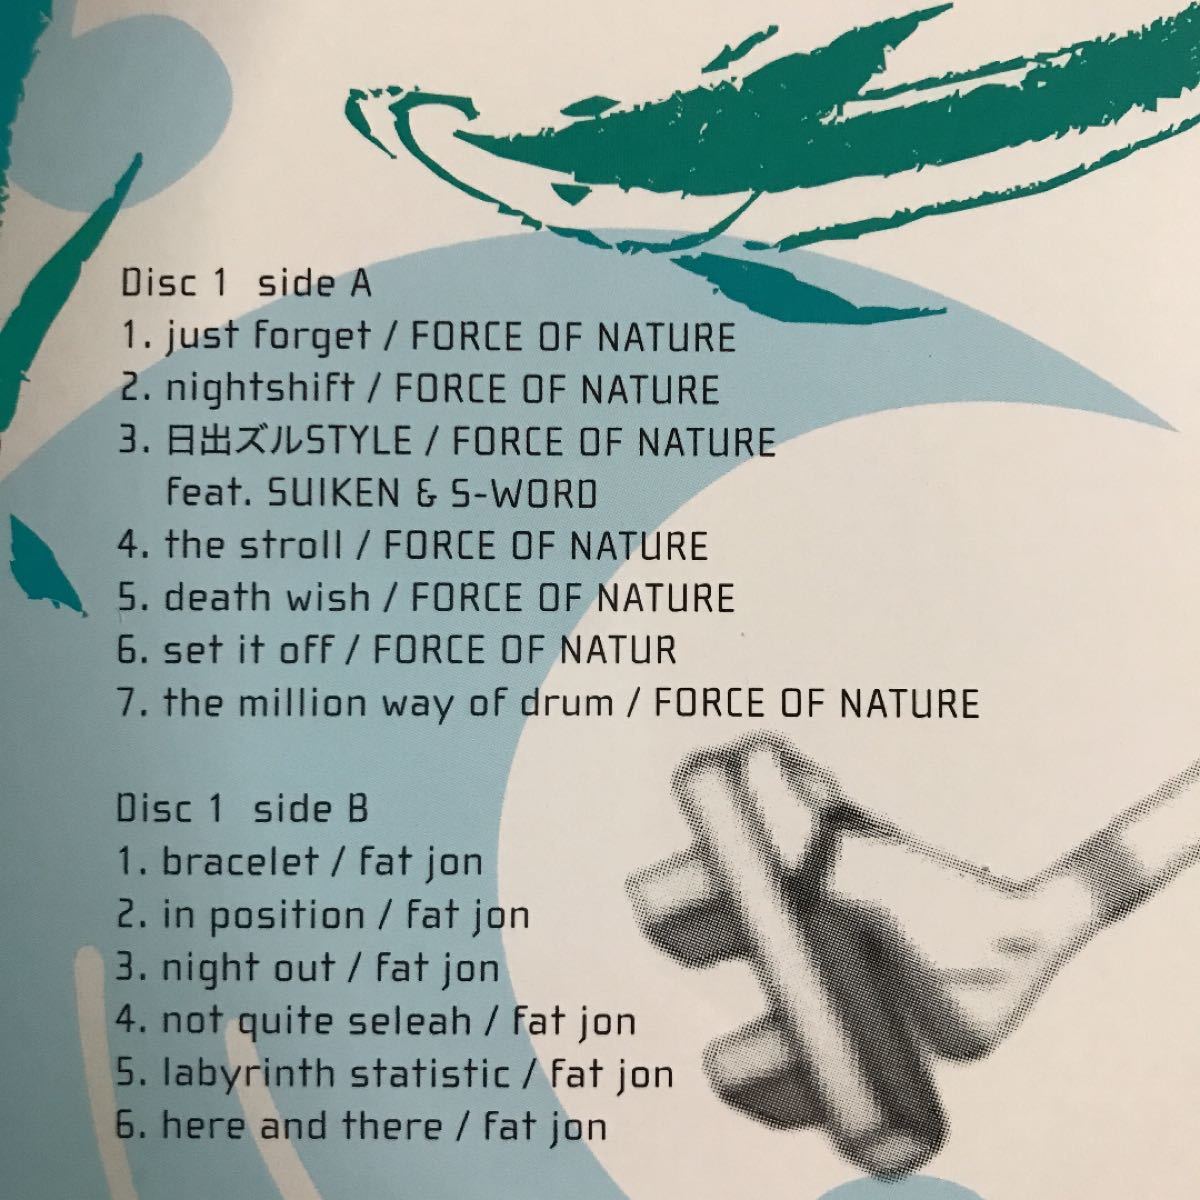 Disc 1 side A
1. just forget / FORCE OF NATURE
2. nightshift / FORCE OF NATURE
3. 日出ズルSTYLE / FORCE OF NATURE
feat. SUIKEN & S-WORD
4. the stroll / FORCE OF NATURE
5. death wish / FORCE OF NATURE
6. set it off / FORCE OF NATUR
7. the million way of drum / FORCE OF NATURE
Disc 1 side B
1. bracelet / fat jon
2. in position / fat jon
3. night out / fat jon
4. not quite seleah / fat jon
5. labyrinth statistic / fat jon
6. here and there / fat jon